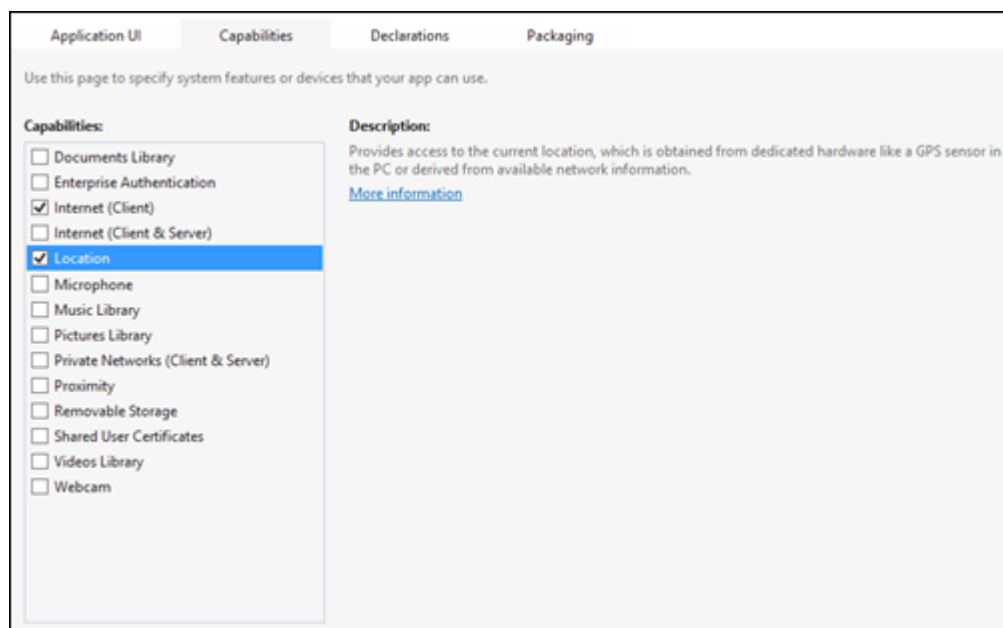 Application UI Capabilities Declarations Packaging
Use this page to specify system features or devices that your app can use.
Capabilities:
Documents Library
Enterprise Authentication
Internet (Client)
Internet (Client & Server)
Location
Microphone
Music Library
Pictures Library
Private Networks (Client & Server)
Proximity
Removable Storage
Shared User Certificates
Videos Library
Webcam
Description:
Provides access to the current location, which is obtained from dedicated hardware like a GPS sensor in
the PC or derived from available network information.
More information